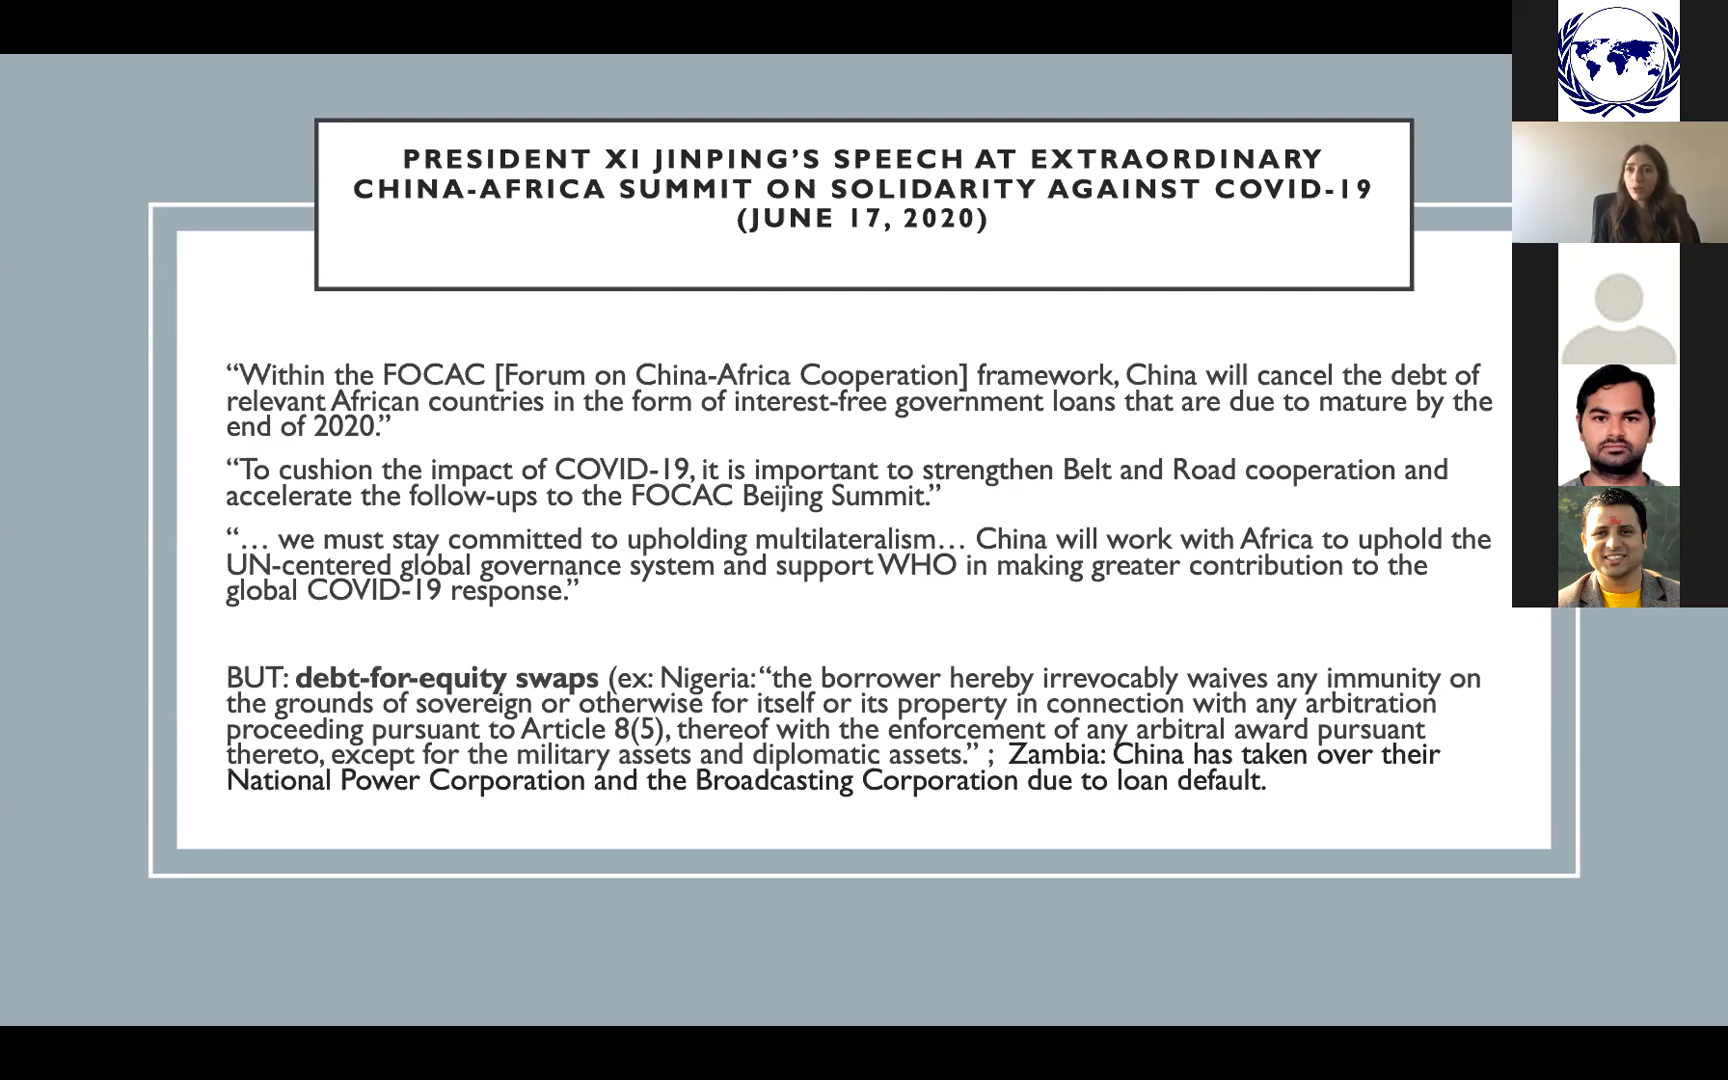 PRESIDENT XI JINPING’S SPEECH AT EXTRAORDINARY
CHINA-AFRICA SUMMIT ON SOLIDARITY AGAINST COVID-19
(JUNE 17, 2020)
“Within the FOCAC [Forum on China-Africa Cooperation] framework, China will cancel the debt of
relevant African countries in the form of interest-free government loans that are due to mature by the
end of 2020.”
“To cushion the impact of COVID-19, it is important to strengthen Belt and Road cooperation and
accelerate the follow-ups to the FOCAC Beijing Summit.”
“… we must stay committed to upholding multilateralism… China will work with Africa to uphold the
UN-centered global governance system and support WHO in making greater contribution to the
global COVID-19 response.”
BUT: debt-for-equity swaps (ex: Nigeria: “the borrower hereby irrevocably waives any immunity on
the grounds of sovereign or otherwise for itself or its property in connection with any arbitration
proceeding pursuant to Article 8(5), thereof with the enforcement of any arbitral award pursuant
thereto, except for the military assets and diplomatic assets.” ; Zambia: China has taken over their
National Power Corporation and the Broadcasting Corporation due to loan default.